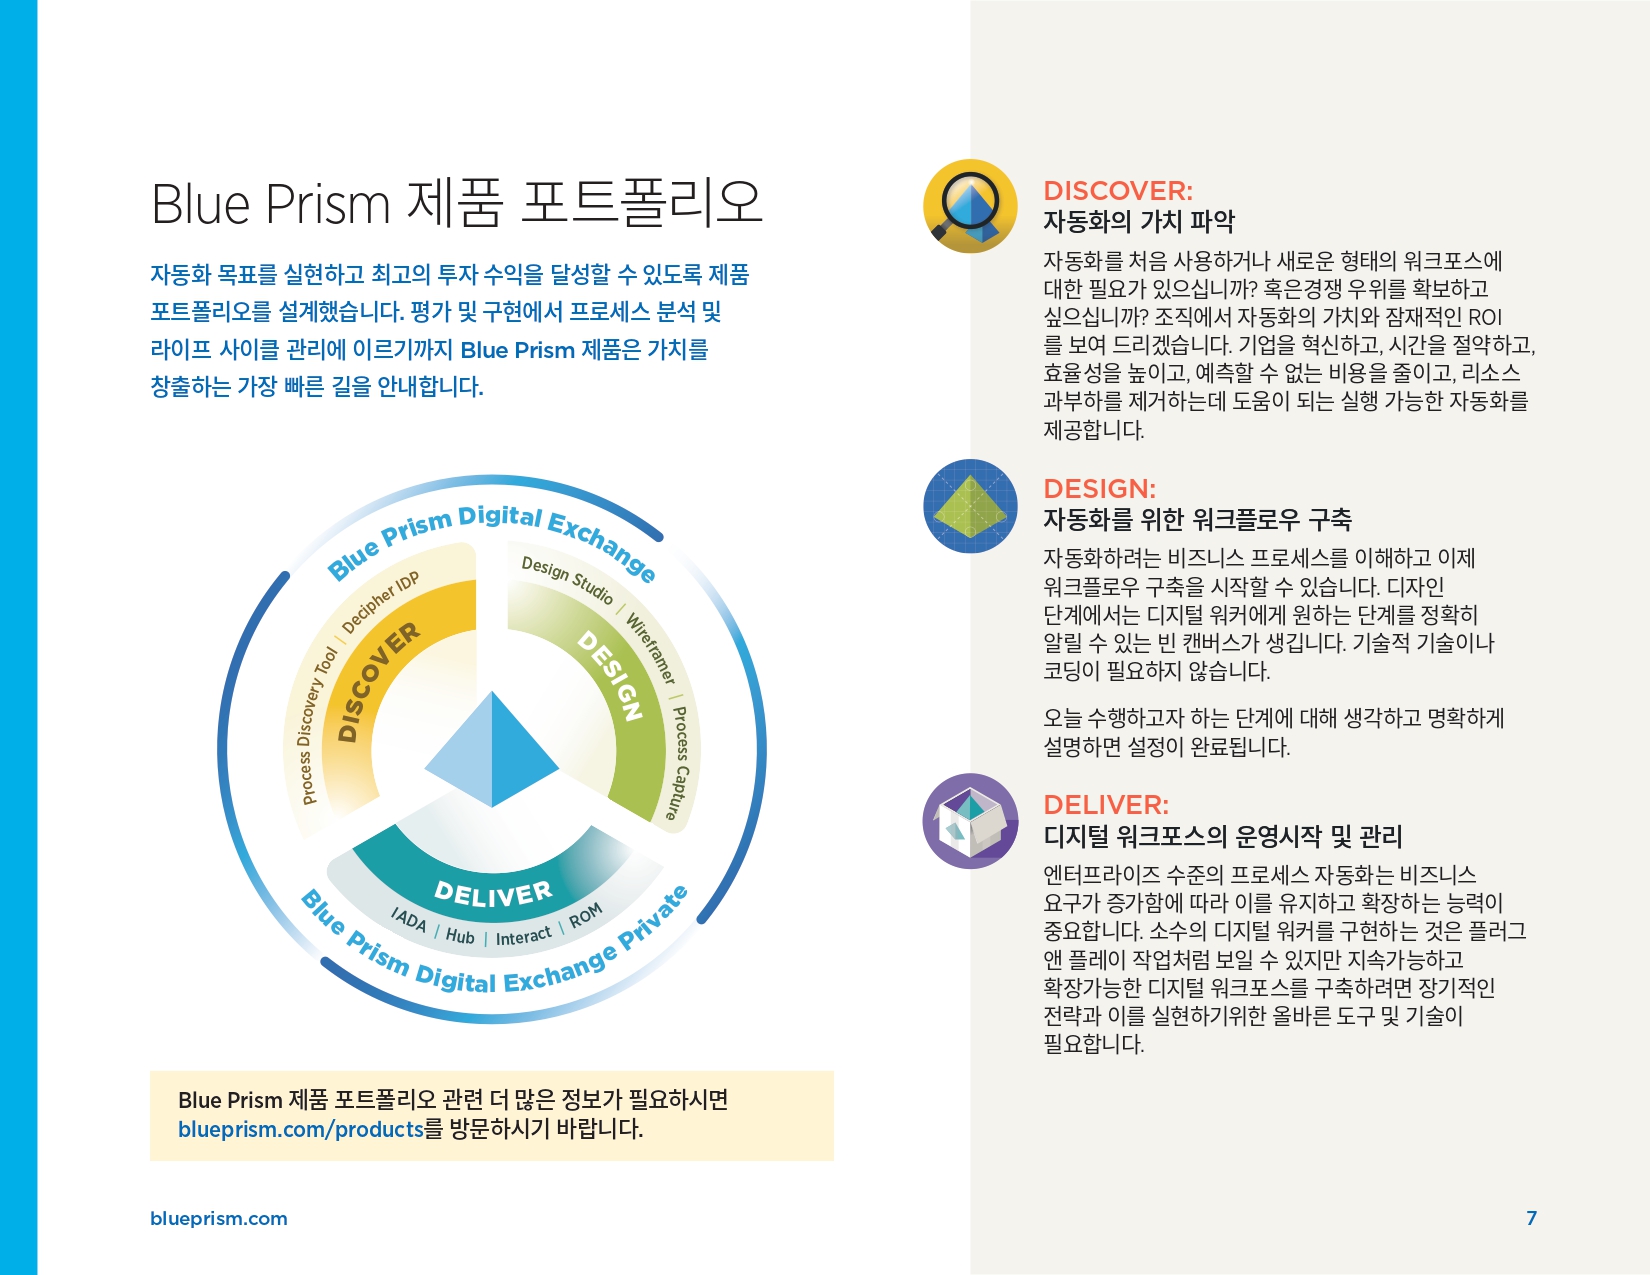 Blue Prism 제품 포트폴리오
자동화 목표를 실현하고 최고의 투자 수익을 달성할 수 있도록 제품
포트폴리오를 설계했습니다. 평가 및 구현에서 프로세스 분석 및
라이프 사이클 관리에 이르기까지 Blue Prism 제품은 가치를
창출하는 가장 빠른 길을 안내합니다.
Blue Prism Digital Exchange
Process Discovery Tool | Decipher IDP
DISCOVER
Design Studio | Wireframer | Process Capture
DESIGN
DELIVER
IADA | Hub | Interact | ROM
Blue Prism Digital Exchange Private
Blue Prism 제품 포트폴리오 관련 더 많은 정보가 필요하시면
blueprism.com/products를 방문하시기 바랍니다.
DISCOVER:
자동화의 가치 파악
자동화를 처음 사용하거나 새로운 형태의 워크포스에
대한 필요가 있으십니까? 혹은경쟁 우위를 확보하고
싶으십니까? 조직에서 자동화의 가치와 잠재적인 ROI
를 보여 드리겠습니다. 기업을 혁신하고, 시간을 절약하고,
효율성을 높이고, 예측할 수 없는 비용을 줄이고, 리소스
과부하를 제거하는데 도움이 되는 실행 가능한 자동화를
제공합니다.
DESIGN:
자동화를 위한 워크플로우 구축
자동화하려는 비즈니스 프로세스를 이해하고 이제
워크플로우 구축을 시작할 수 있습니다. 디자인
단계에서는 디지털 워커에게 원하는 단계를 정확히
알릴 수 있는 빈 캔버스가 생깁니다. 기술적 기술이나
코딩이 필요하지 않습니다.
오늘 수행하고자 하는 단계에 대해 생각하고 명확하게
설명하면 설정이 완료됩니다.
DELIVER:
디지털 워크포스의 운영시작 및 관리
엔터프라이즈 수준의 프로세스 자동화는 비즈니스
요구가 증가함에 따라 이를 유지하고 확장하는 능력이
중요합니다. 소수의 디지털 워커를 구현하는 것은 플러그
앤 플레이 작업처럼 보일 수 있지만 지속가능하고
확장가능한 디지털 워크포스를 구축하려면 장기적인
전략과 이를 실현하기위한 올바른 도구 및 기술이
필요합니다.
blueprism.com
7